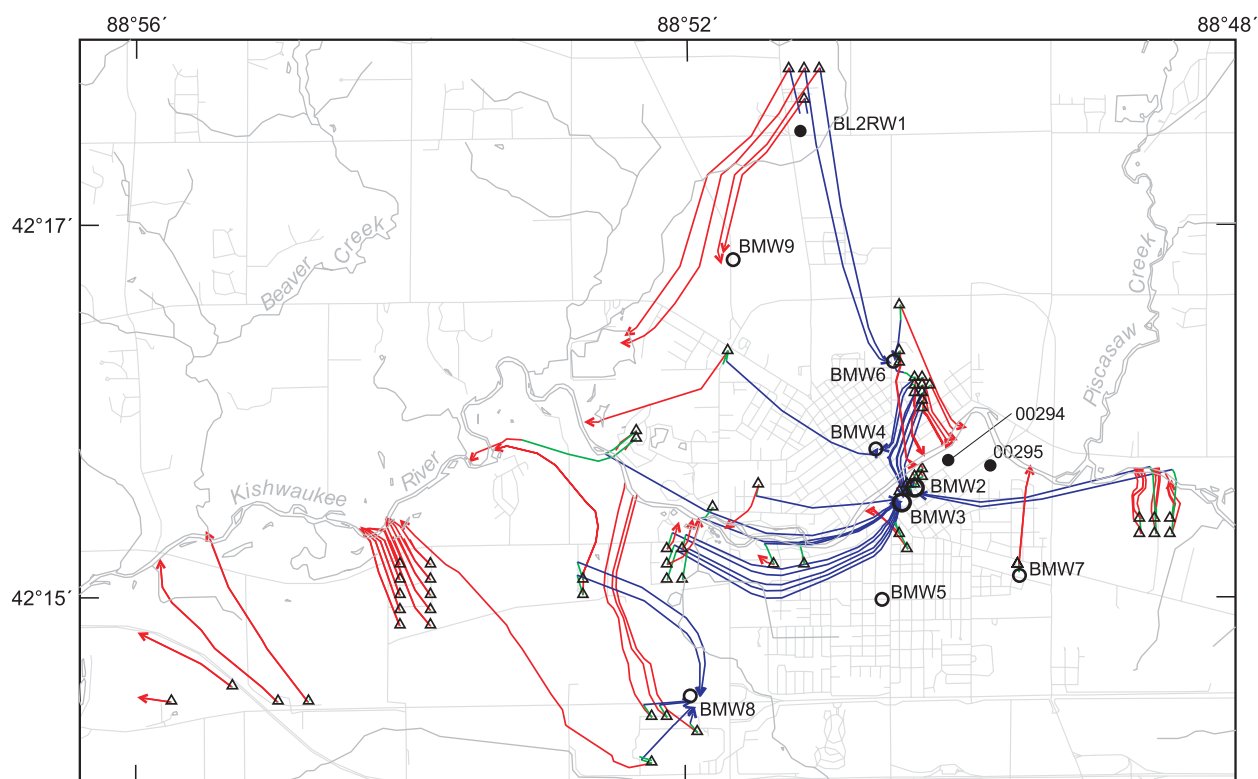 88°56´
88°52´
88°48´
BL2RW1
42°17´
BMW9
Beaver Creek
Piscasaw Creek
BMW6
00294
BMW4
00295
River
BMW2
Kishwaukee
BMW3
BMW7
42°15´
BMW5
BMW8